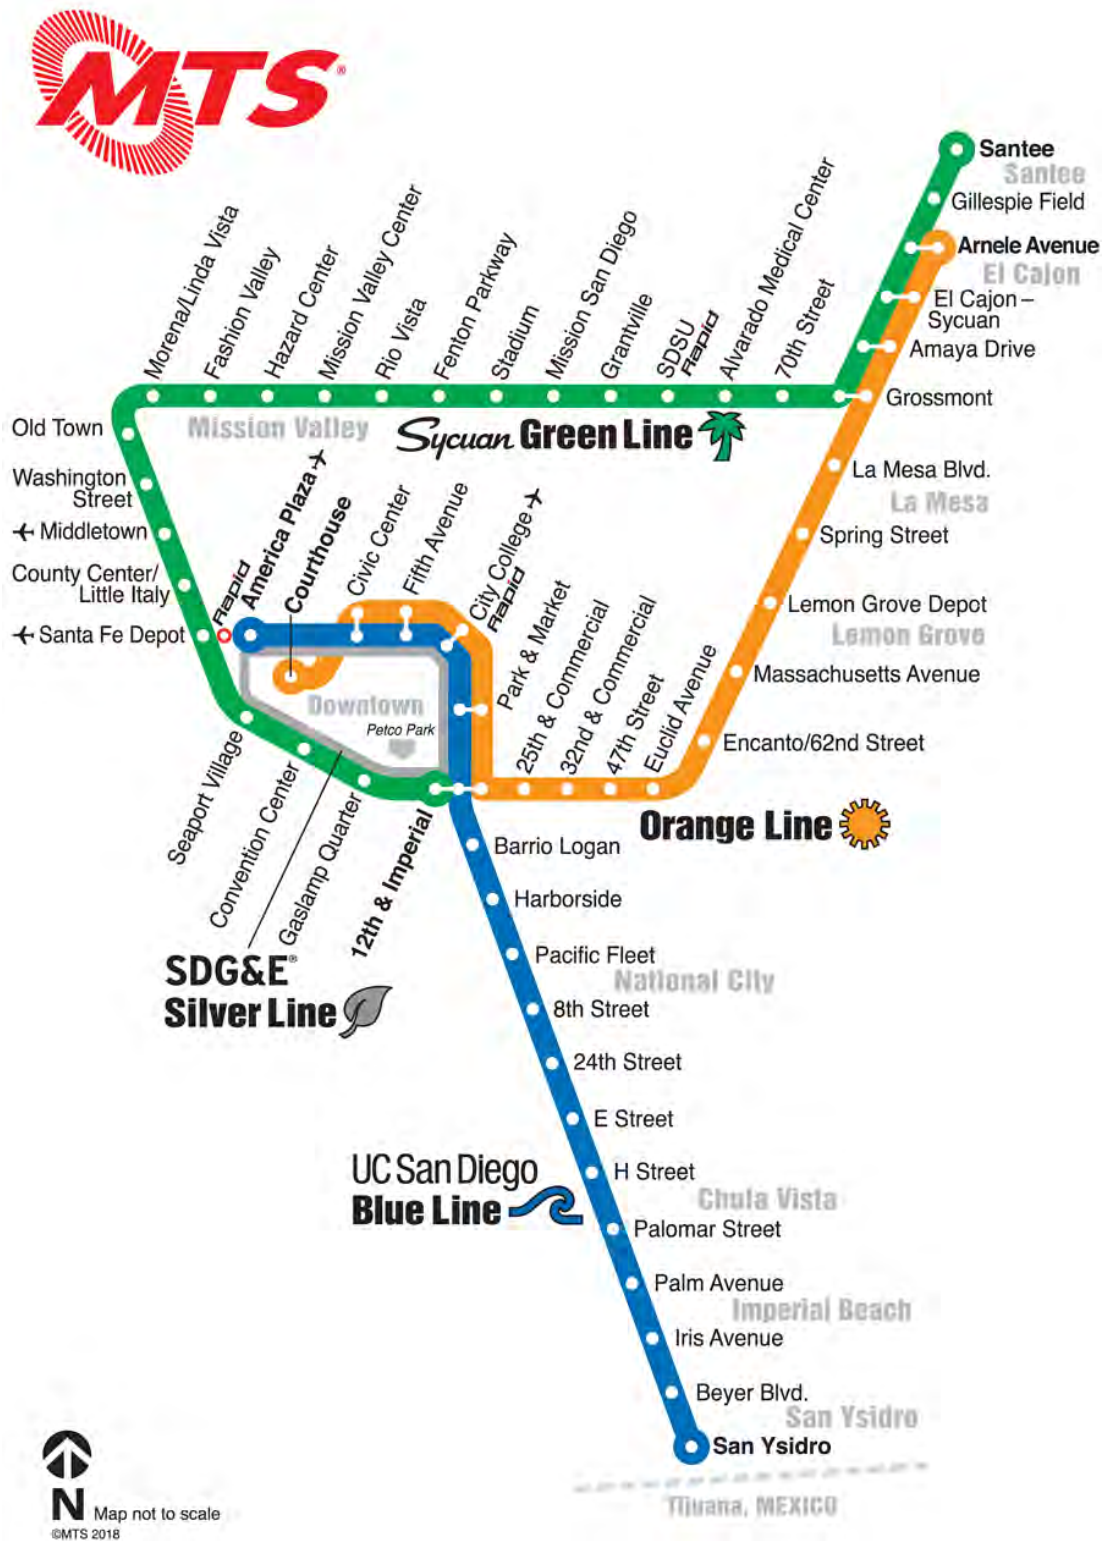 MTS®
Santee
Santee
Gillespie Field
Arnele Avenue
El Cajon
El Cajon–
Sycuan
Amaya Drive
Grossmont
Morena/Linda Vista
Fashion Valley
Hazard Center
Mission Valley Center
Rio Vista
Fenton Parkway
Stadium
Mission San Diego
Grantville
SDSU
Rapid
Alvarado Medical Center
70th Street
Mission Valley
Sycuan Green Line
Old Town
Washington
Street
Middletown
County Center/
Little Italy
Santa Fe Depot
Rapid
America Plaza
Courthouse
Civic Center
Fifth Avenue
City College
Rapid
Park & Market
25th & Commercial
32nd & Commercial
47th Street
Euclid Avenue
La Mesa Blvd.
La Mesa
Spring Street
Lemon Grove Depot
Lemon Grove
Massachusetts Avenue
Encanto/62nd Street
Orange Line
Downtown
Petco Park
Seaport Village
Convention Center
Gaslamp Quarter
12th & Imperial
SDG&E®
Silver Line
Barrio Logan
Harborside
Pacific Fleet
National City
8th Street
24th Street
E Street
UC San Diego
Blue Line
H Street
Chula Vista
Palomar Street
Palm Avenue
Imperial Beach
Iris Avenue
Beyer Blvd.
San Ysidro
San Ysidro
Tijuana, MEXICO
N
Map not to scale
©MTS 2018